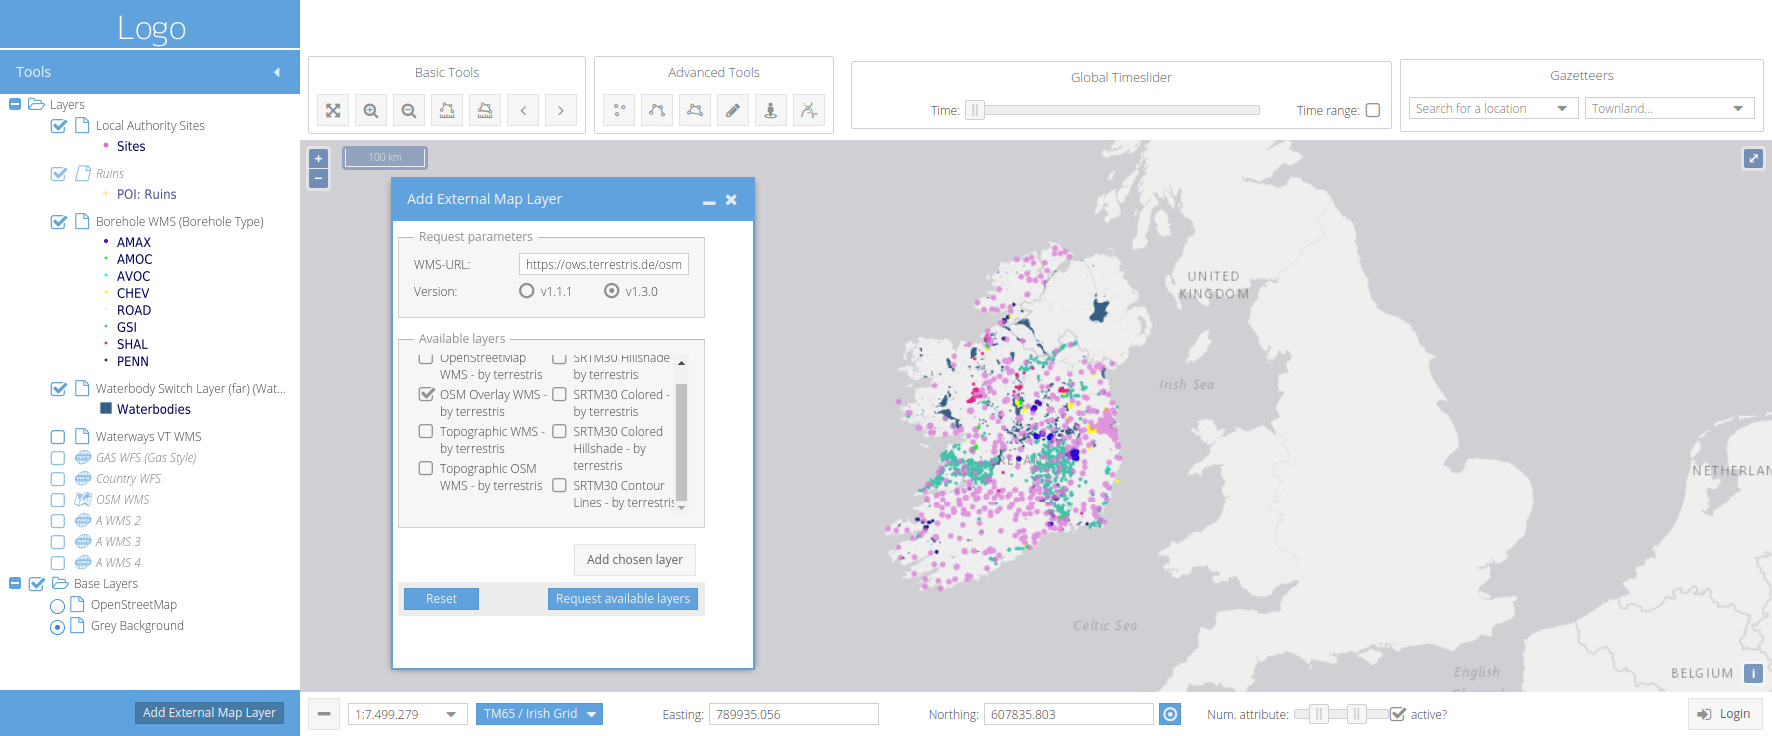 Logo
Tools
Layers
Local Authority Sites
Sites
Ruins
POI: Ruins
Borehole WMS (Borehole Type)
AMAX
AMOC
AVOC
CHEV
ROAD
GSI
SHAL
PENN
Waterbody Switch Layer (far) (Wat...
Waterbodies
Waterways VT WMS
GAS WFS (Gas Style)
Country WFS
OSM WMS
A WMS 2
A WMS 3
A WMS 4
Base Layers
OpenStreetMap
Grey Background
Add External Map Layer
Basic Tools
Advanced Tools
Global Timeslider
Time:
Time range:
Gazetteers
Search for a location
Townland...
100 km
Add External Map Layer
Request parameters
WMS-URL: https://ows.terrestris.de/osm
Version: v1.1.1 v1.3.0
Available layers
OpenStreetMap
WMS - by terrestris
OSM Overlay WMS -
by terrestris
Topographic WMS -
by terrestris
Topographic OSM
WMS - by terrestris
SRTM30 Hillshade
by terrestris
SRTM30 Colored -
by terrestris
SRTM30 Colored
Hillshade - by
terrestris
SRTM30 Contour
Lines - by terrestris
Add chosen layer
Reset
Request available layers
UNITED
KINGDOM
Irish Sea
Celtic Sea
NETHERLAN
BELGIUM
English
i
1:7.499.279
TM65 / Irish Grid
Easting: 789935.056
Northing: 607835.803
Num. attribute:
active?
Login